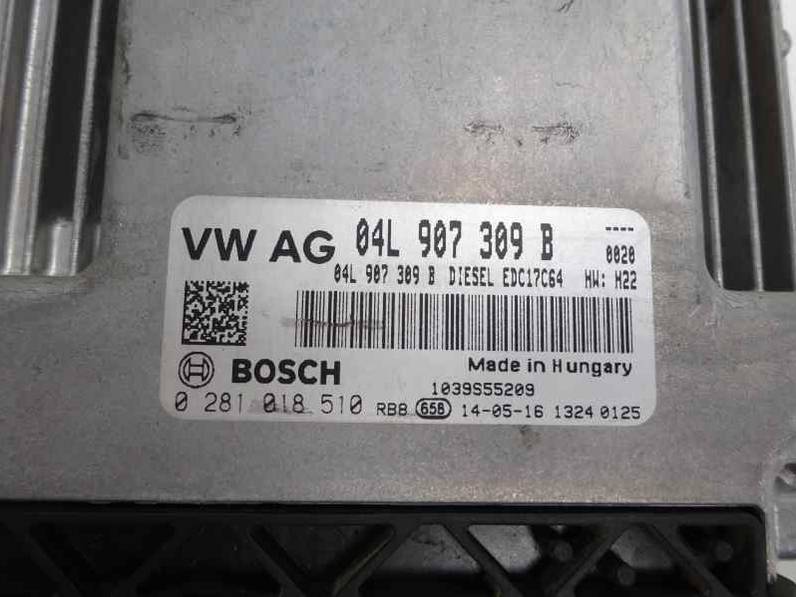 VW AG 04L 907 309 B ----
0020
04L 907 309 B DIESEL EDC17C64 HW: H22
BOSCH Made in Hungary
1039S55209
0 281 018 510 RBB 658 14-05-16 1324 0125